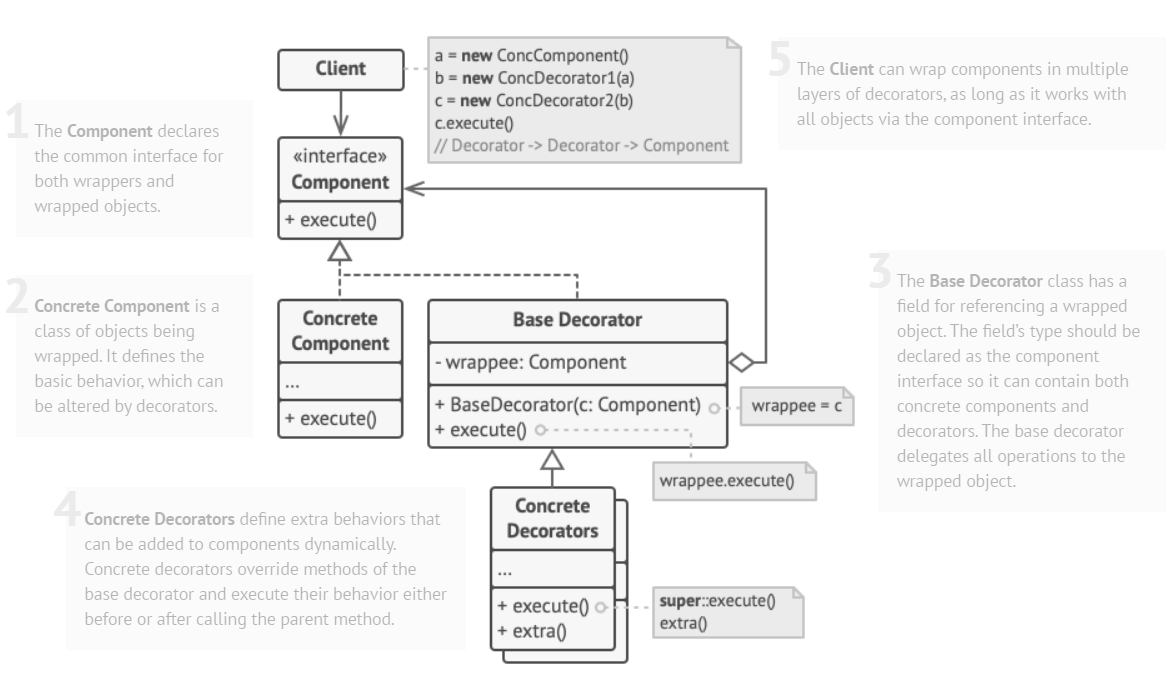 Client
a = new ConcComponent()
b = new ConcDecorator1(a)
c = new ConcDecorator2(b)
c.execute()
// Decorator -> Decorator -> Component
5
The Client can wrap components in multiple
layers of decorators, as long as it works with
all objects via the component interface.
1
The Component declares
the common interface for
both wrappers and
wrapped objects.
«interface»
Component
+ execute()
2
Concrete Component is a
class of objects being
wrapped. It defines the
basic behavior, which can
be altered by decorators.
Concrete
Component
...
+ execute()
Base Decorator
- wrappee: Component
+ BaseDecorator(c: Component)
+ execute()
wrappee = c
wrappee.execute()
3
The Base Decorator class has a
field for referencing a wrapped
object. The field's type should be
declared as the component
interface so it can contain both
concrete components and
decorators. The base decorator
delegates all operations to the
wrapped object.
4
Concrete Decorators define extra behaviors that
can be added to components dynamically.
Concrete decorators override methods of the
base decorator and execute their behavior either
before or after calling the parent method.
Concrete
Decorators
...
+ execute()
+ extra()
super::execute()
extra()